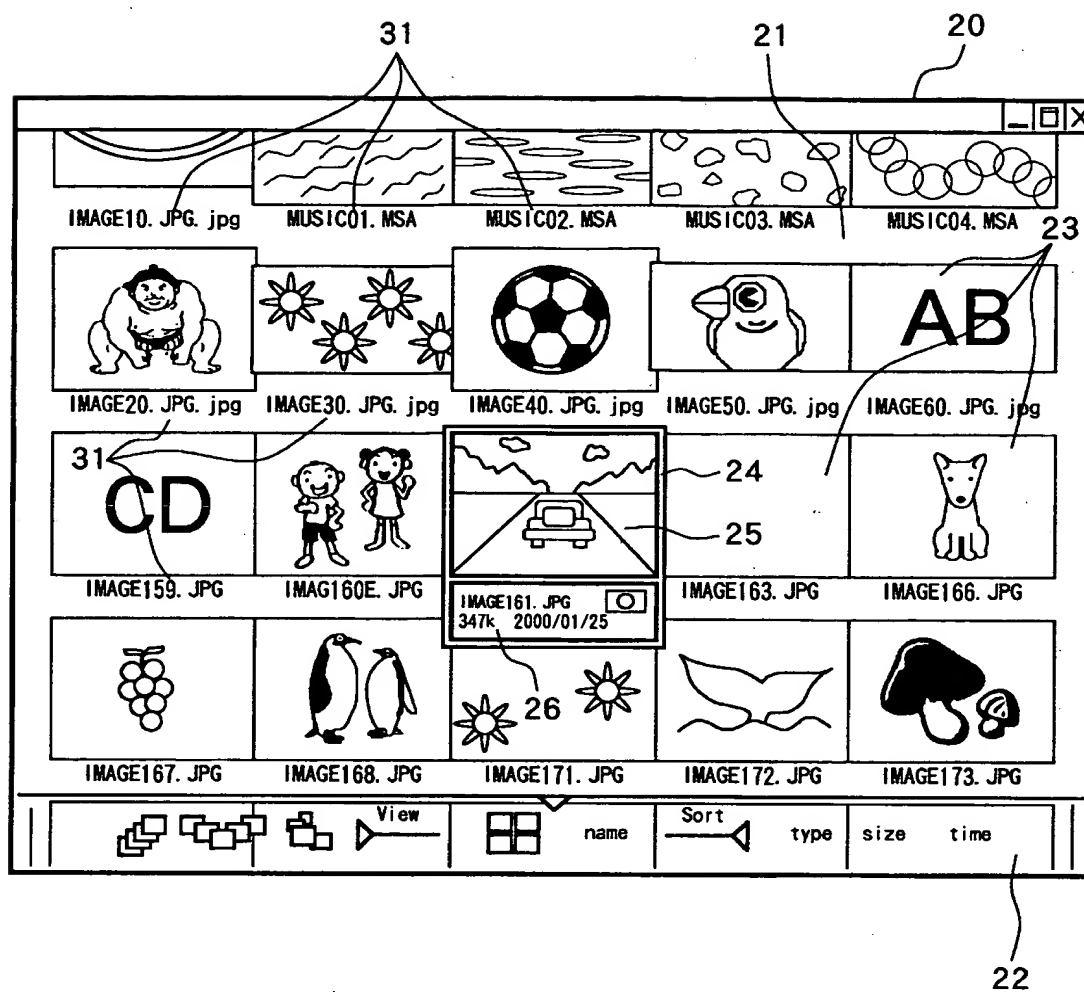 31 21 20
IMAGE10. JPG. jpg MUSIC01. MSA MUSIC02. MSA MUSIC03. MSA MUSIC04. MSA
23
AB
IMAGE20. JPG. jpg IMAGE30. JPG. jpg IMAGE40. JPG. jpg IMAGE50. JPG. jpg IMAGE60. JPG. jpg
31 24
CD 25
IMAGE159. JPG IMAG160E. JPG IMAGE163. JPG IMAGE166. JPG
IMAGE161. JPG
347k 2000/01/25
26
IMAGE167. JPG IMAGE168. JPG IMAGE171. JPG IMAGE172. JPG IMAGE173. JPG
View name Sort type size time
22